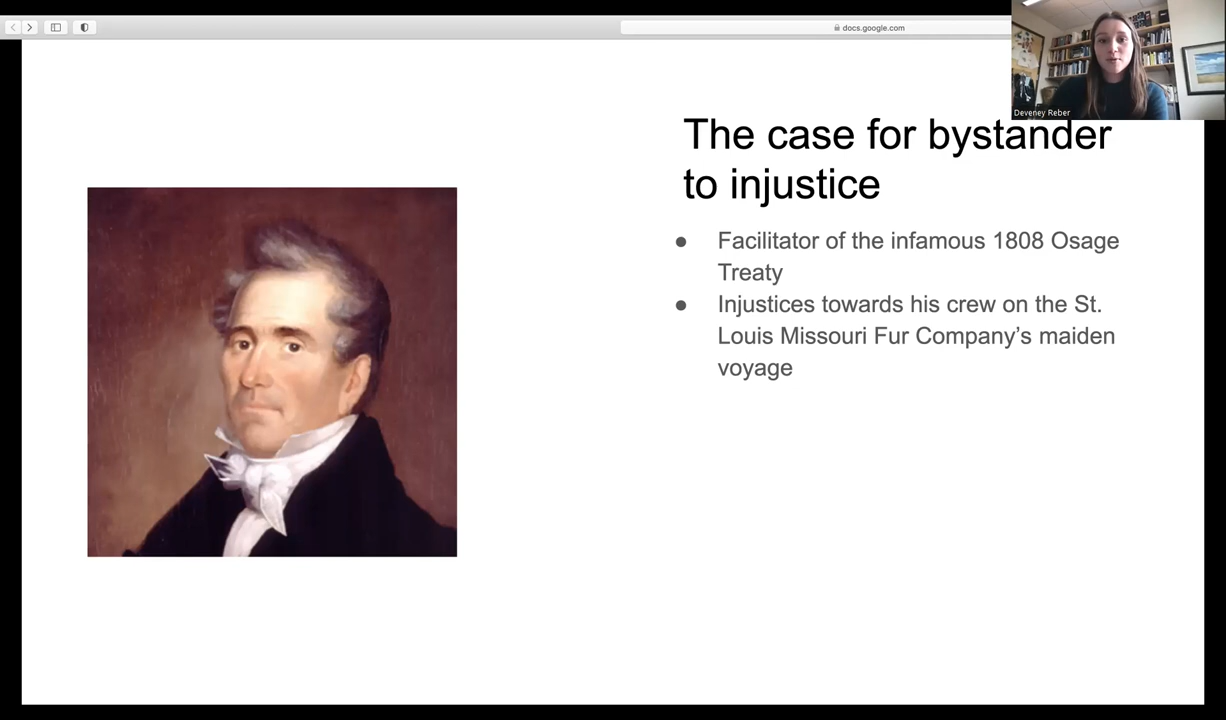 docs.google.com
Deveney Reber
The case for bystander
to injustice
● Facilitator of the infamous 1808 Osage
Treaty
● Injustices towards his crew on the St.
Louis Missouri Fur Company’s maiden
voyage